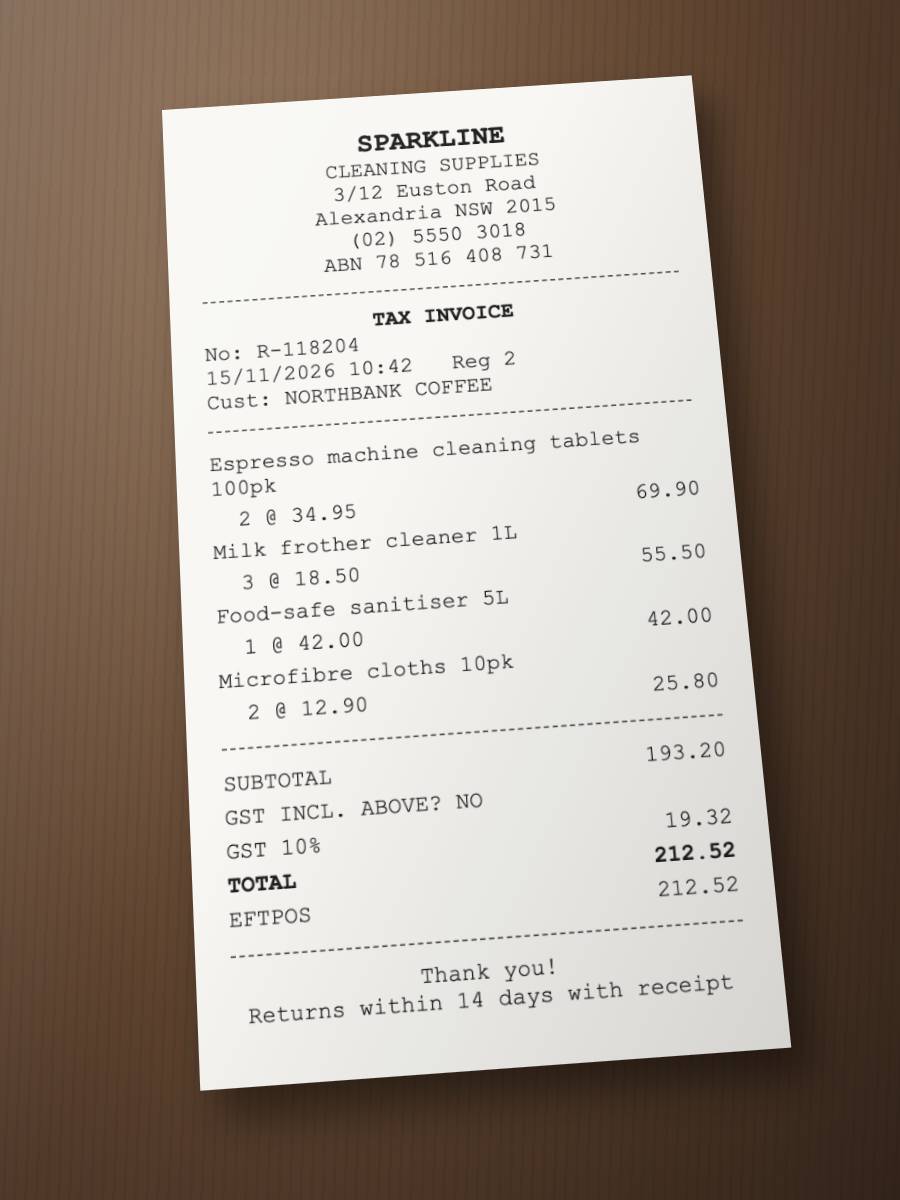 SPARKLINE
CLEANING SUPPLIES
3/12 Euston Road
Alexandria NSW 2015
(02) 5550 3018
ABN 78 516 408 731
TAX INVOICE
No: R-118204
15/11/2026 10:42 Reg 2
Cust: NORTHBANK COFFEE
Espresso machine cleaning tablets
100pk
2 @ 34.95 69.90
Milk frother cleaner 1L
3 @ 18.50 55.50
Food-safe sanitiser 5L
1 @ 42.00 42.00
Microfibre cloths 10pk
2 @ 12.90 25.80
SUBTOTAL 193.20
GST INCL. ABOVE? NO
GST 10% 19.32
TOTAL 212.52
EFTPOS 212.52
Thank you!
Returns within 14 days with receipt